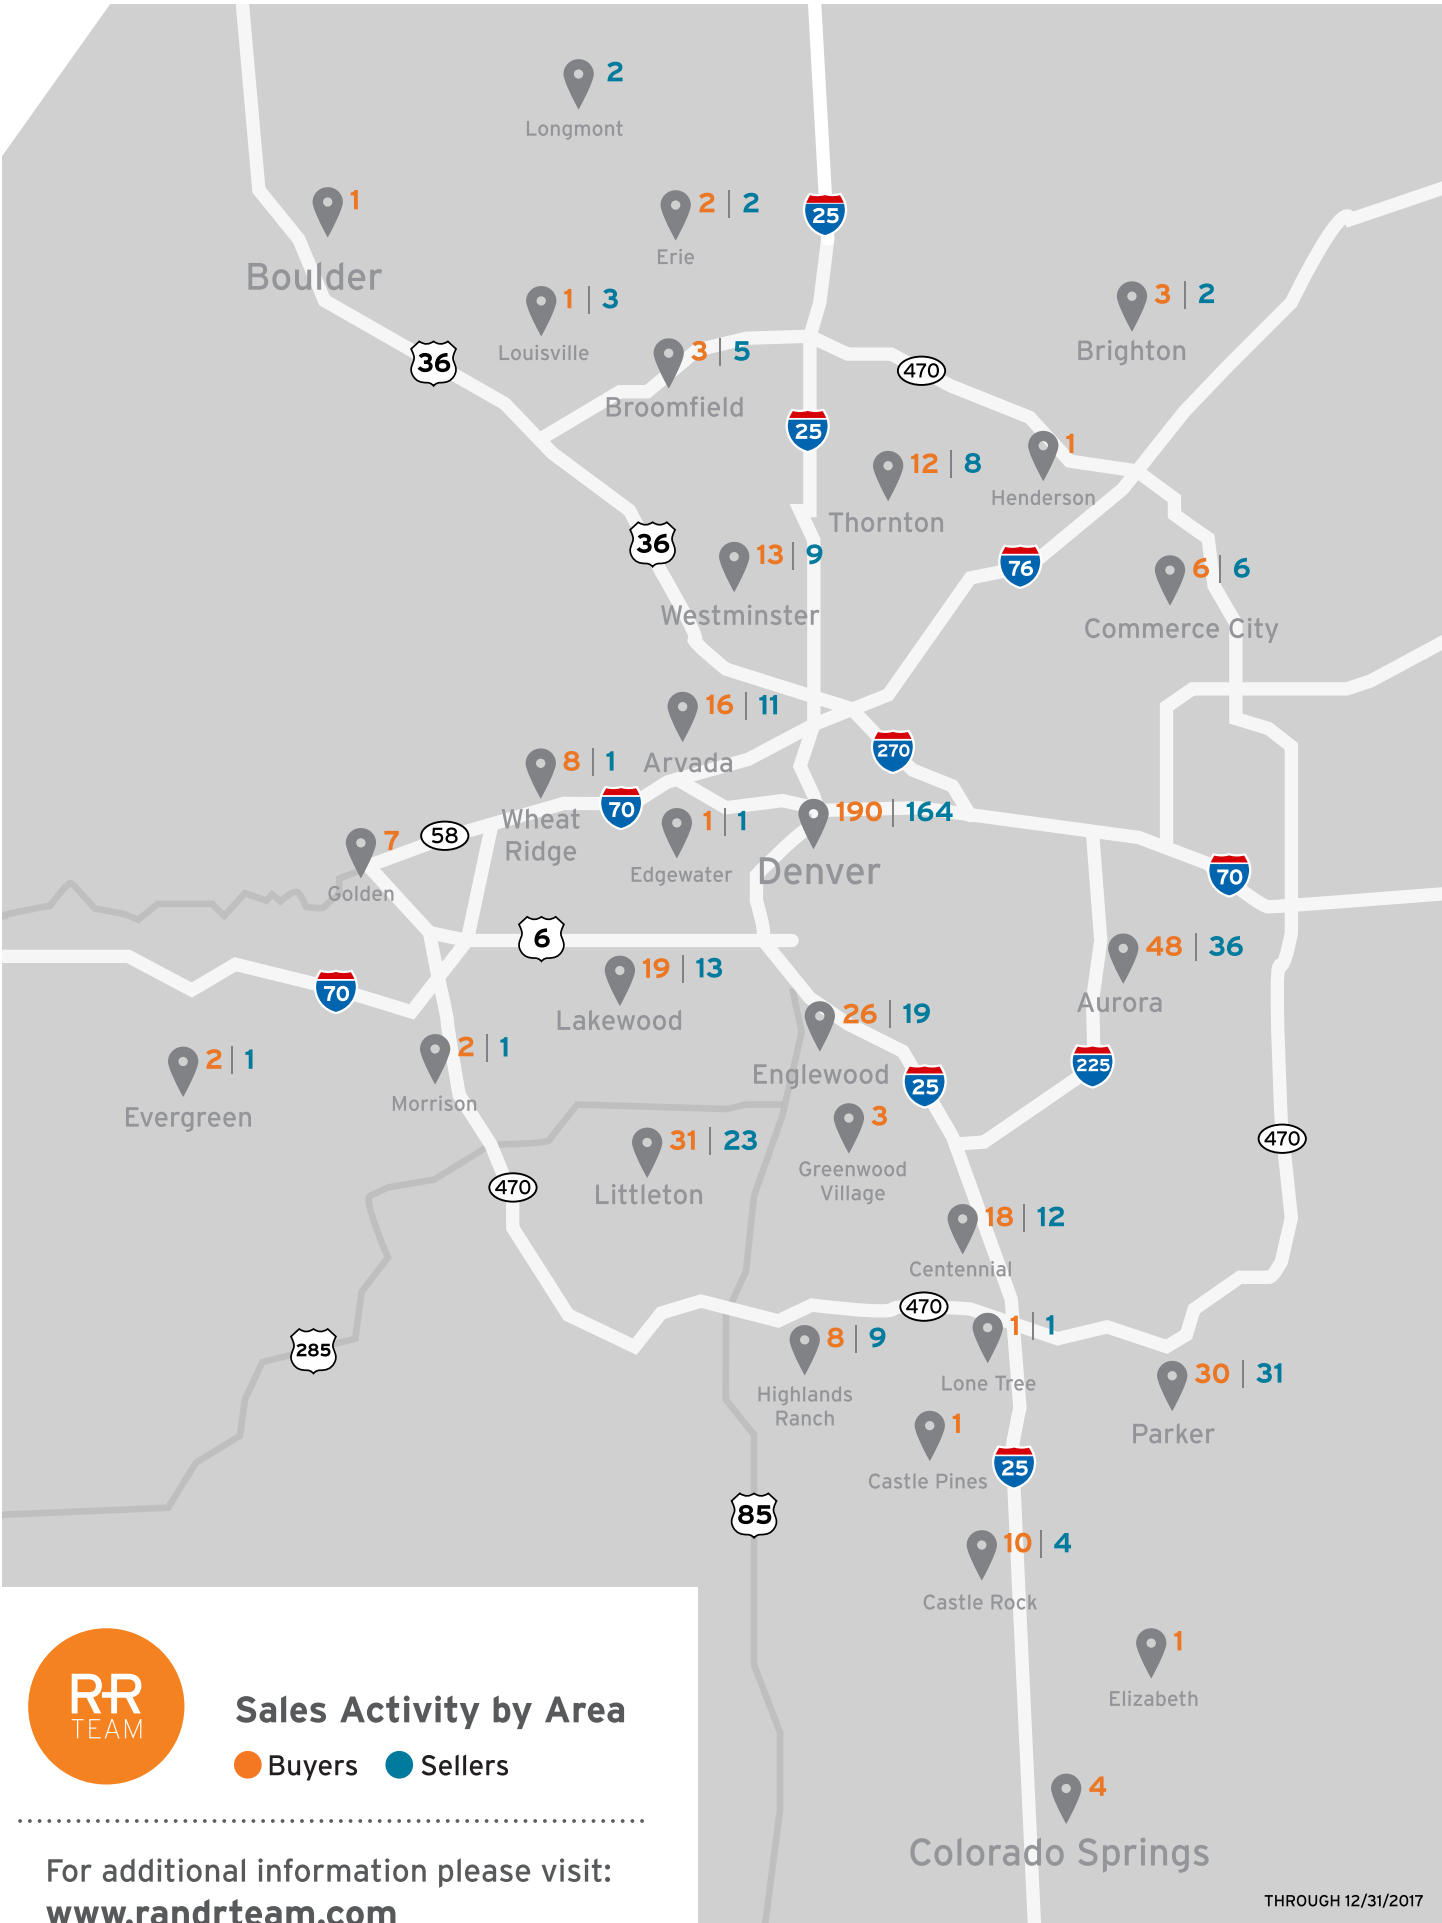 2
Longmont
1
Boulder
2 | 2
Erie
25
1 | 3
Louisville
3 | 2
Brighton
36
3 | 5
Broomfield
470
25
1
Henderson
12 | 8
Thornton
36
13 | 9
Westminster
76
6 | 6
Commerce City
16 | 11
Arvada
270
8 | 1
Wheat
Ridge
70
58
7
Golden
1 | 1
Edgewater
190 | 164
Denver
70
6
48 | 36
Aurora
70
19 | 13
Lakewood
26 | 19
Englewood
2 | 1
Evergreen
2 | 1
Morrison
25
225
3
Greenwood
Village
31 | 23
Littleton
470
470
18 | 12
Centennial
470
285
8 | 9
Highlands
Ranch
1 | 1
Lone Tree
30 | 31
Parker
1
Castle Pines
25
85
10 | 4
Castle Rock
1
Elizabeth
4
Colorado Springs
R+R
TEAM
Sales Activity by Area
Buyers Sellers
For additional information please visit:
www.randrteam.com
THROUGH 12/31/2017